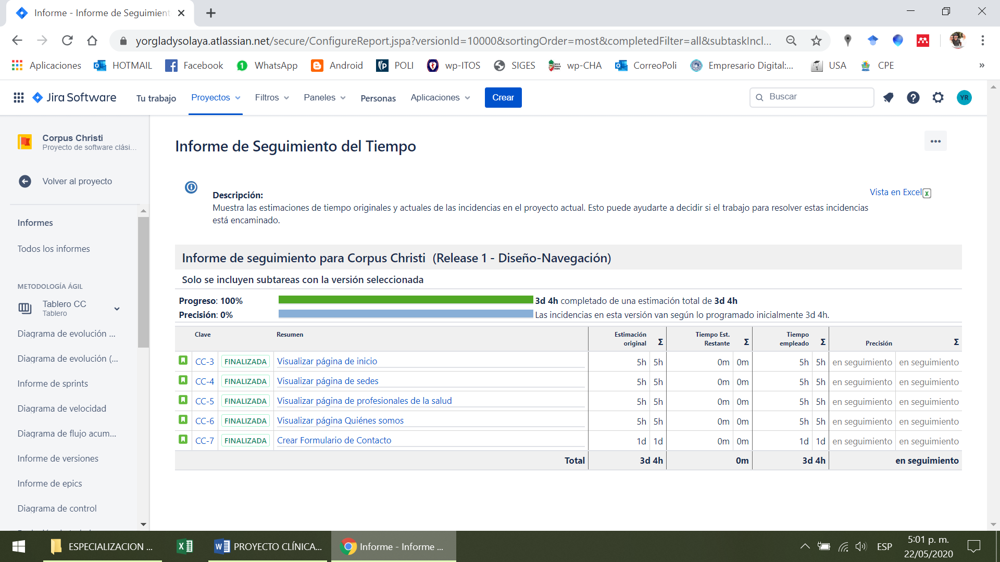 Informe - Informe de Seguimient
yorgladysolaya.atlassian.net/secure/ConfigureReport.jspa?versionId=10000&sortingOrder=most&completedFilter=all&subtaskIncl...
Aplicaciones HOTMAIL Facebook WhatsApp Android POLI wp-ITOS SIGES wp-CHA CorreoPoli Empresario Digital:... USA CPE »
Jira Software Tu trabajo Proyectos Filtros Paneles Personas Aplicaciones Crear Buscar YR
Corpus Christi
Proyecto de software clási...
Volver al proyecto
Informes
Todos los informes
METODOLOGÍA ÁGIL
Tablero CC
Tablero
Diagrama de evolución ...
Diagrama de evolución (...
Informe de sprints
Diagrama de velocidad
Diagrama de flujo acum...
Informe de versiones
Informe de epics
Diagrama de control
Informe de Seguimiento del Tiempo
Vista en Excel
Descripción:
Muestra las estimaciones de tiempo originales y actuales de las incidencias en el proyecto actual. Esto puede ayudarte a decidir si el trabajo para resolver estas incidencias
está encaminado.
Informe de seguimiento para Corpus Christi (Release 1 - Diseño-Navegación)
Solo se incluyen subtareas con la versión seleccionada
Progreso: 100% 3d 4h completado de una estimación total de 3d 4h
Precisión: 0% Las incidencias en esta versión van según lo programado inicialmente 3d 4h.
Clave Resumen Estimación original Σ Tiempo Est. Restante Σ Tiempo empleado Σ Precisión Σ
CC-3 FINALIZADA Visualizar página de inicio 5h 5h 0m 0m 5h 5h en seguimiento en seguimiento
CC-4 FINALIZADA Visualizar página de sedes 5h 5h 0m 0m 5h 5h en seguimiento en seguimiento
CC-5 FINALIZADA Visualizar página de profesionales de la salud 5h 5h 0m 0m 5h 5h en seguimiento en seguimiento
CC-6 FINALIZADA Visualizar página Quiénes somos 5h 5h 0m 0m 5h 5h en seguimiento en seguimiento
CC-7 FINALIZADA Crear Formulario de Contacto 1d 1d 0m 0m 1d 1d en seguimiento en seguimiento
Total 3d 4h 0m 3d 4h en seguimiento
ESPECIALIZACION ... PROYECTO CLÍNICA... Informe - Informe ... ESP
5:01 p. m.
22/05/2020